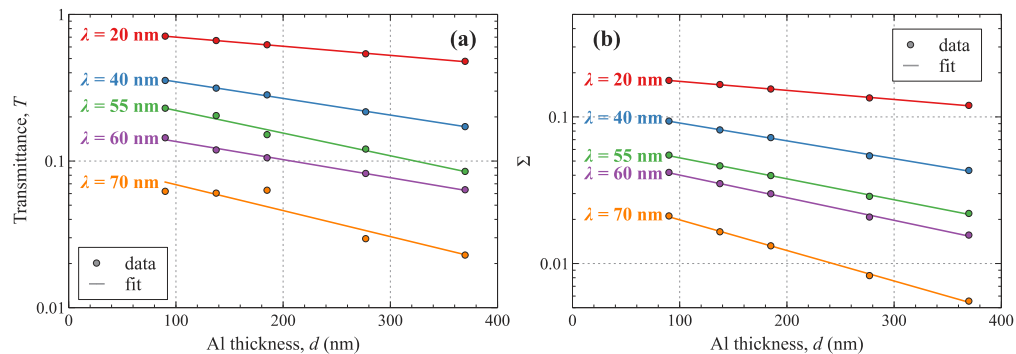 1
(a)
λ = 20 nm
λ = 40 nm
λ = 55 nm
λ = 60 nm
λ = 70 nm
0.1
0.01
Transmittance, T
data
fit
0 100 200 300 400
Al thickness, d (nm)
(b)
data
fit
λ = 20 nm
λ = 40 nm
λ = 55 nm
λ = 60 nm
λ = 70 nm
0.1
0.01
Σ
0 100 200 300 400
Al thickness, d (nm)